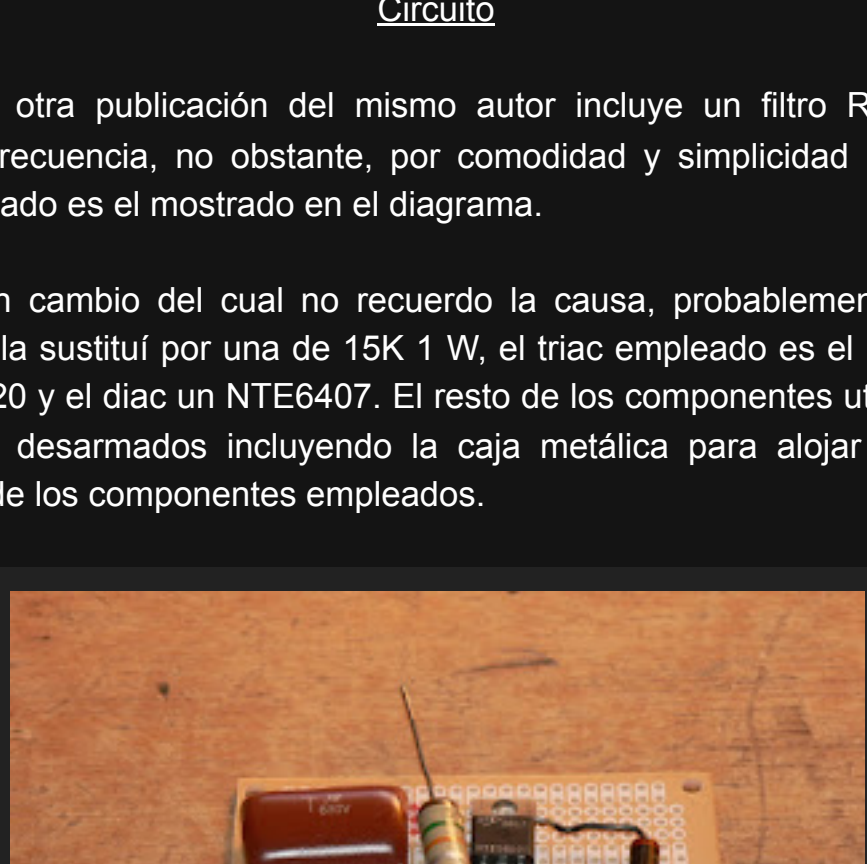 Circuito
otra publicación del mismo autor incluye un filtro R
recuencia, no obstante, por comodidad y simplicidad
ado es el mostrado en el diagrama.
n cambio del cual no recuerdo la causa, probablemen
la sustituí por una de 15K 1 W, el triac empleado es el
20 y el diac un NTE6407. El resto de los componentes ut
desarmados incluyendo la caja metálica para alojar
de los componentes empleados.